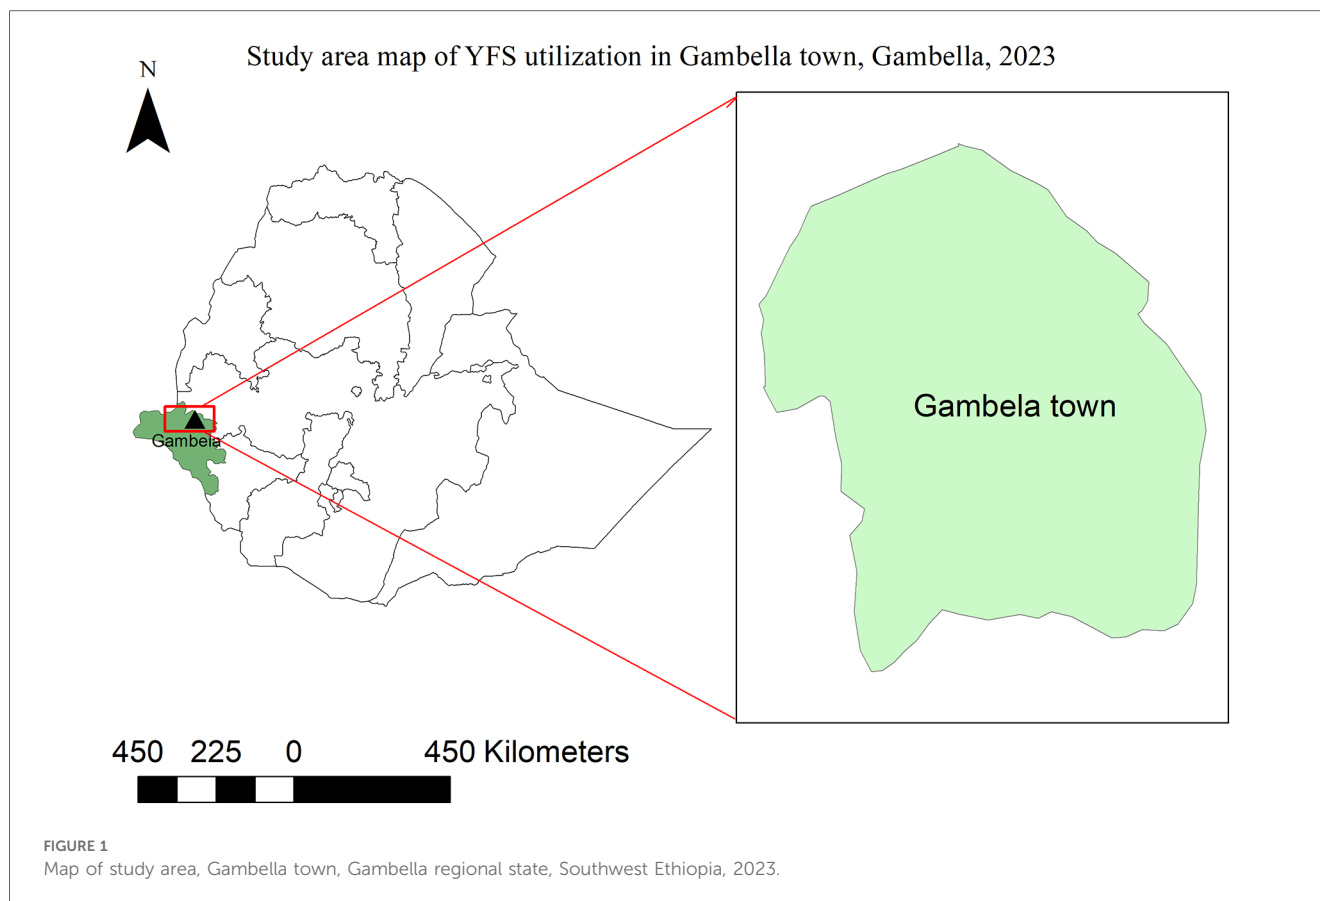 Study area map of YFS utilization in Gambella town, Gambella, 2023
N
Gambela town
Gambela
450 225 0 450 Kilometers
FIGURE 1
Map of study area, Gambella town, Gambella regional state, Southwest Ethiopia, 2023.